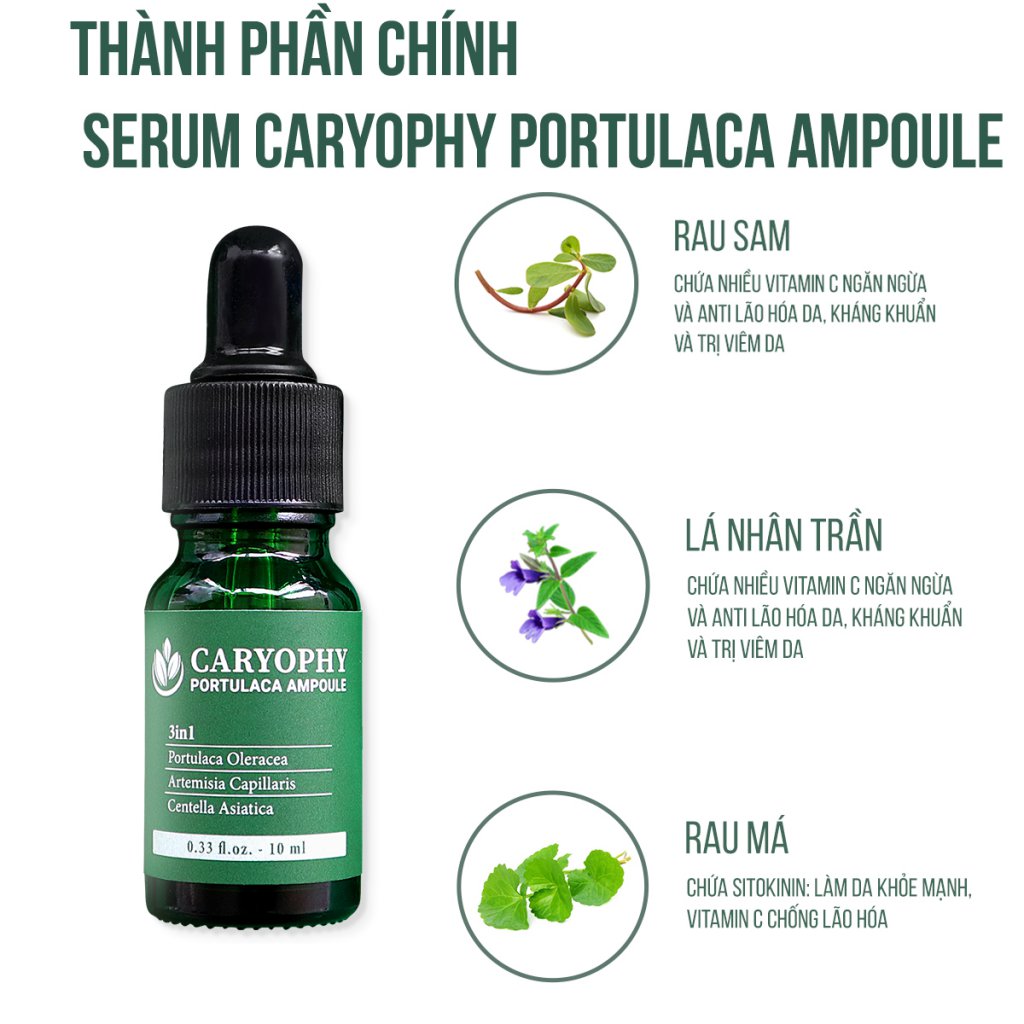 THÀNH PHẦN CHÍNH
SERUM CARYOPHY PORTULACA AMPOULE
RAU SAM
CHỨA NHIỀU VITAMIN C NGĂN NGỪA
VÀ ANTI LÃO HÓA DA, KHÁNG KHUẨN
VÀ TRỊ VIÊM DA
LÁ NHÂN TRẦN
CHỨA NHIỀU VITAMIN C NGĂN NGỪA
VÀ ANTI LÃO HÓA DA, KHÁNG KHUẨN
VÀ TRỊ VIÊM DA
RAU MÁ
CHỨA SITOKININ: LÀM DA KHỎE MẠNH,
VITAMIN C CHỐNG LÃO HÓA
CARYOPHY
PORTULACA AMPOULE
3in1
Portulaca Oleracea
Artemisia Capillaris
Centella Asiatica
0.33 fl.oz. - 10 ml